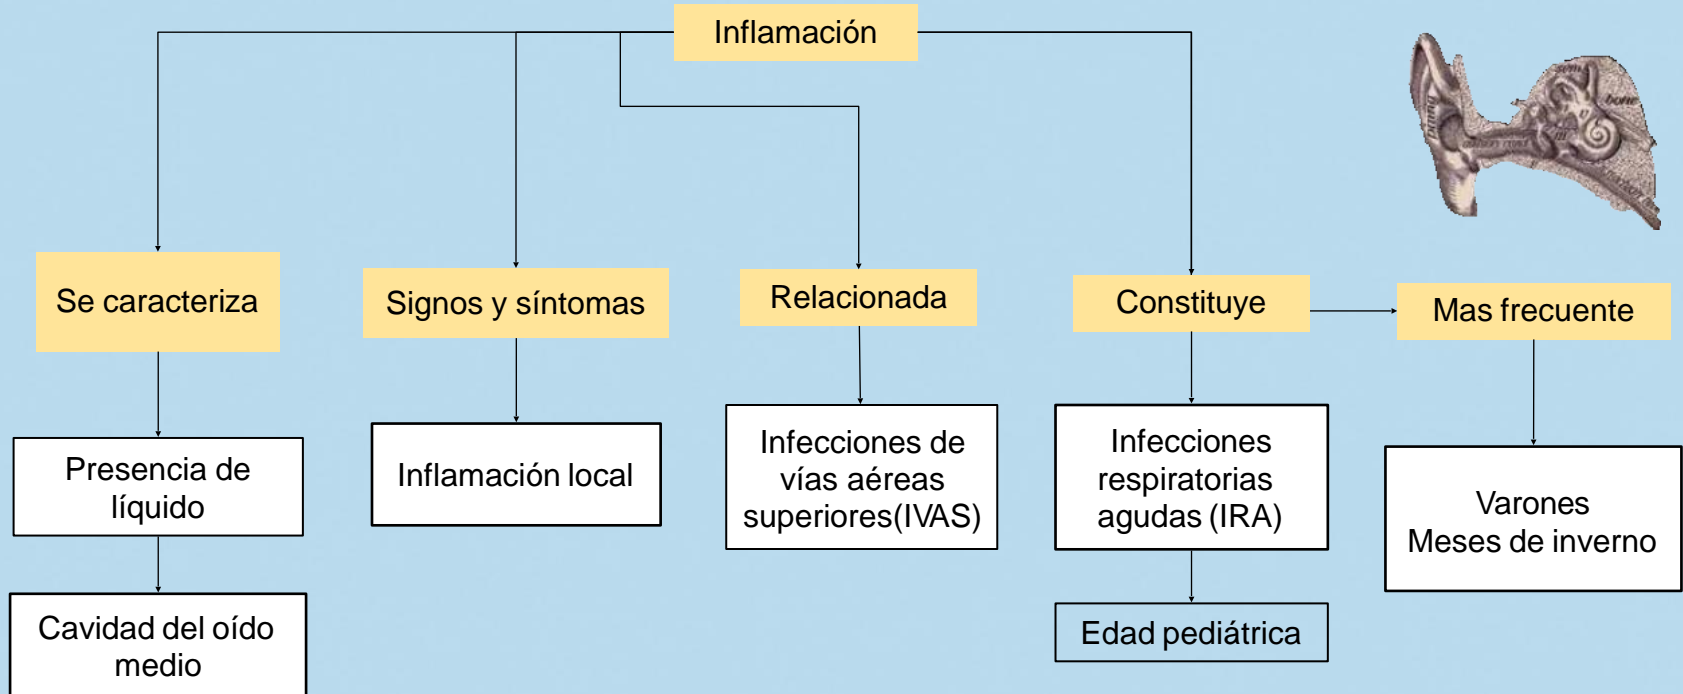 Inflamación
Se caracteriza
Signos y síntomas
Relacionada
Constituye
Mas frecuente
Presencia de
líquido
Inflamación local
Infecciones de
vías aéreas
superiores(IVAS)
Infecciones
respiratorias
agudas (IRA)
Varones
Meses de inverno
Cavidad del oído
medio
Edad pediátrica
bone